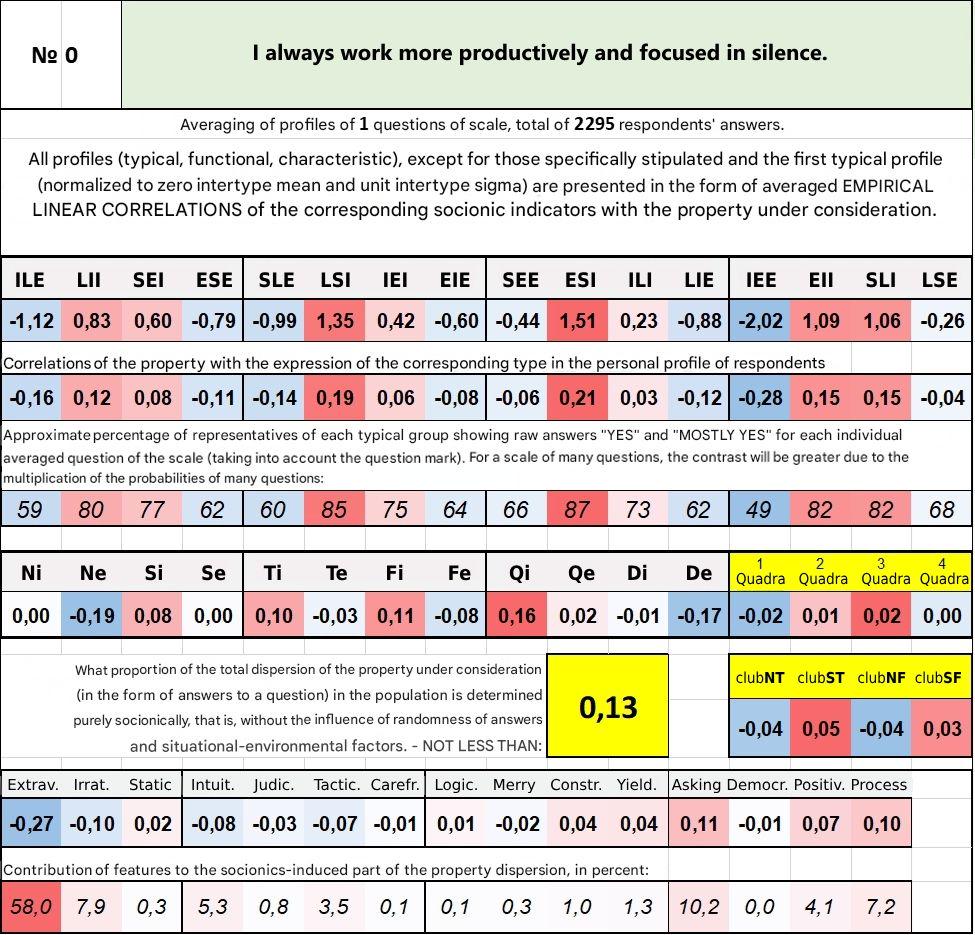 № 0
I always work more productively and focused in silence.
Averaging of profiles of 1 questions of scale, total of 2295 respondents' answers.
All profiles (typical, functional, characteristic), except for those specifically stipulated and the first typical profile
(normalized to zero intertype mean and unit intertype sigma) are presented in the form of averaged EMPIRICAL
LINEAR CORRELATIONS of the corresponding socionic indicators with the property under consideration.
ILE LII SEI ESE SLE LSI IEI EIE SEE ESI ILI LIE IEE EII SLI LSE
-1,12 0,83 0,60 -0,79 -0,99 1,35 0,42 -0,60 -0,44 1,51 0,23 -0,88 -2,02 1,09 1,06 -0,26
Correlations of the property with the expression of the corresponding type in the personal profile of respondents
-0,16 0,12 0,08 -0,11 -0,14 0,19 0,06 -0,08 -0,06 0,21 0,03 -0,12 -0,28 0,15 0,15 -0,04
Approximate percentage of representatives of each typical group showing raw answers "YES" and "MOSTLY YES" for each individual
averaged question of the scale (taking into account the question mark). For a scale of many questions, the contrast will be greater due to the
multiplication of the probabilities of many questions:
59 80 77 62 60 85 75 64 66 87 73 62 49 82 82 68
Ni Ne Si Se Ti Te Fi Fe Qi Qe Di De 1 Quadra 2 Quadra 3 Quadra 4 Quadra
0,00 -0,19 0,08 0,00 0,10 -0,03 0,11 -0,08 0,16 0,02 -0,01 -0,17 -0,02 0,01 0,02 0,00
What proportion of the total dispersion of the property under consideration
(in the form of answers to a question) in the population is determined
purely socionically, that is, without the influence of randomness of answers
and situational-environmental factors. - NOT LESS THAN:
0,13
clubNT clubST clubNF clubSF
-0,04 0,05 -0,04 0,03
Extrav. Irrat. Static Intuit. Judic. Tactic. Carefr. Logic. Merry Constr. Yield. Asking Democr. Positiv. Process
-0,27 -0,10 0,02 -0,08 -0,03 -0,07 -0,01 0,01 -0,02 0,04 0,04 0,11 -0,01 0,07 0,10
Contribution of features to the socionics-induced part of the property dispersion, in percent:
58,0 7,9 0,3 5,3 0,8 3,5 0,1 0,1 0,3 1,0 1,3 10,2 0,0 4,1 7,2